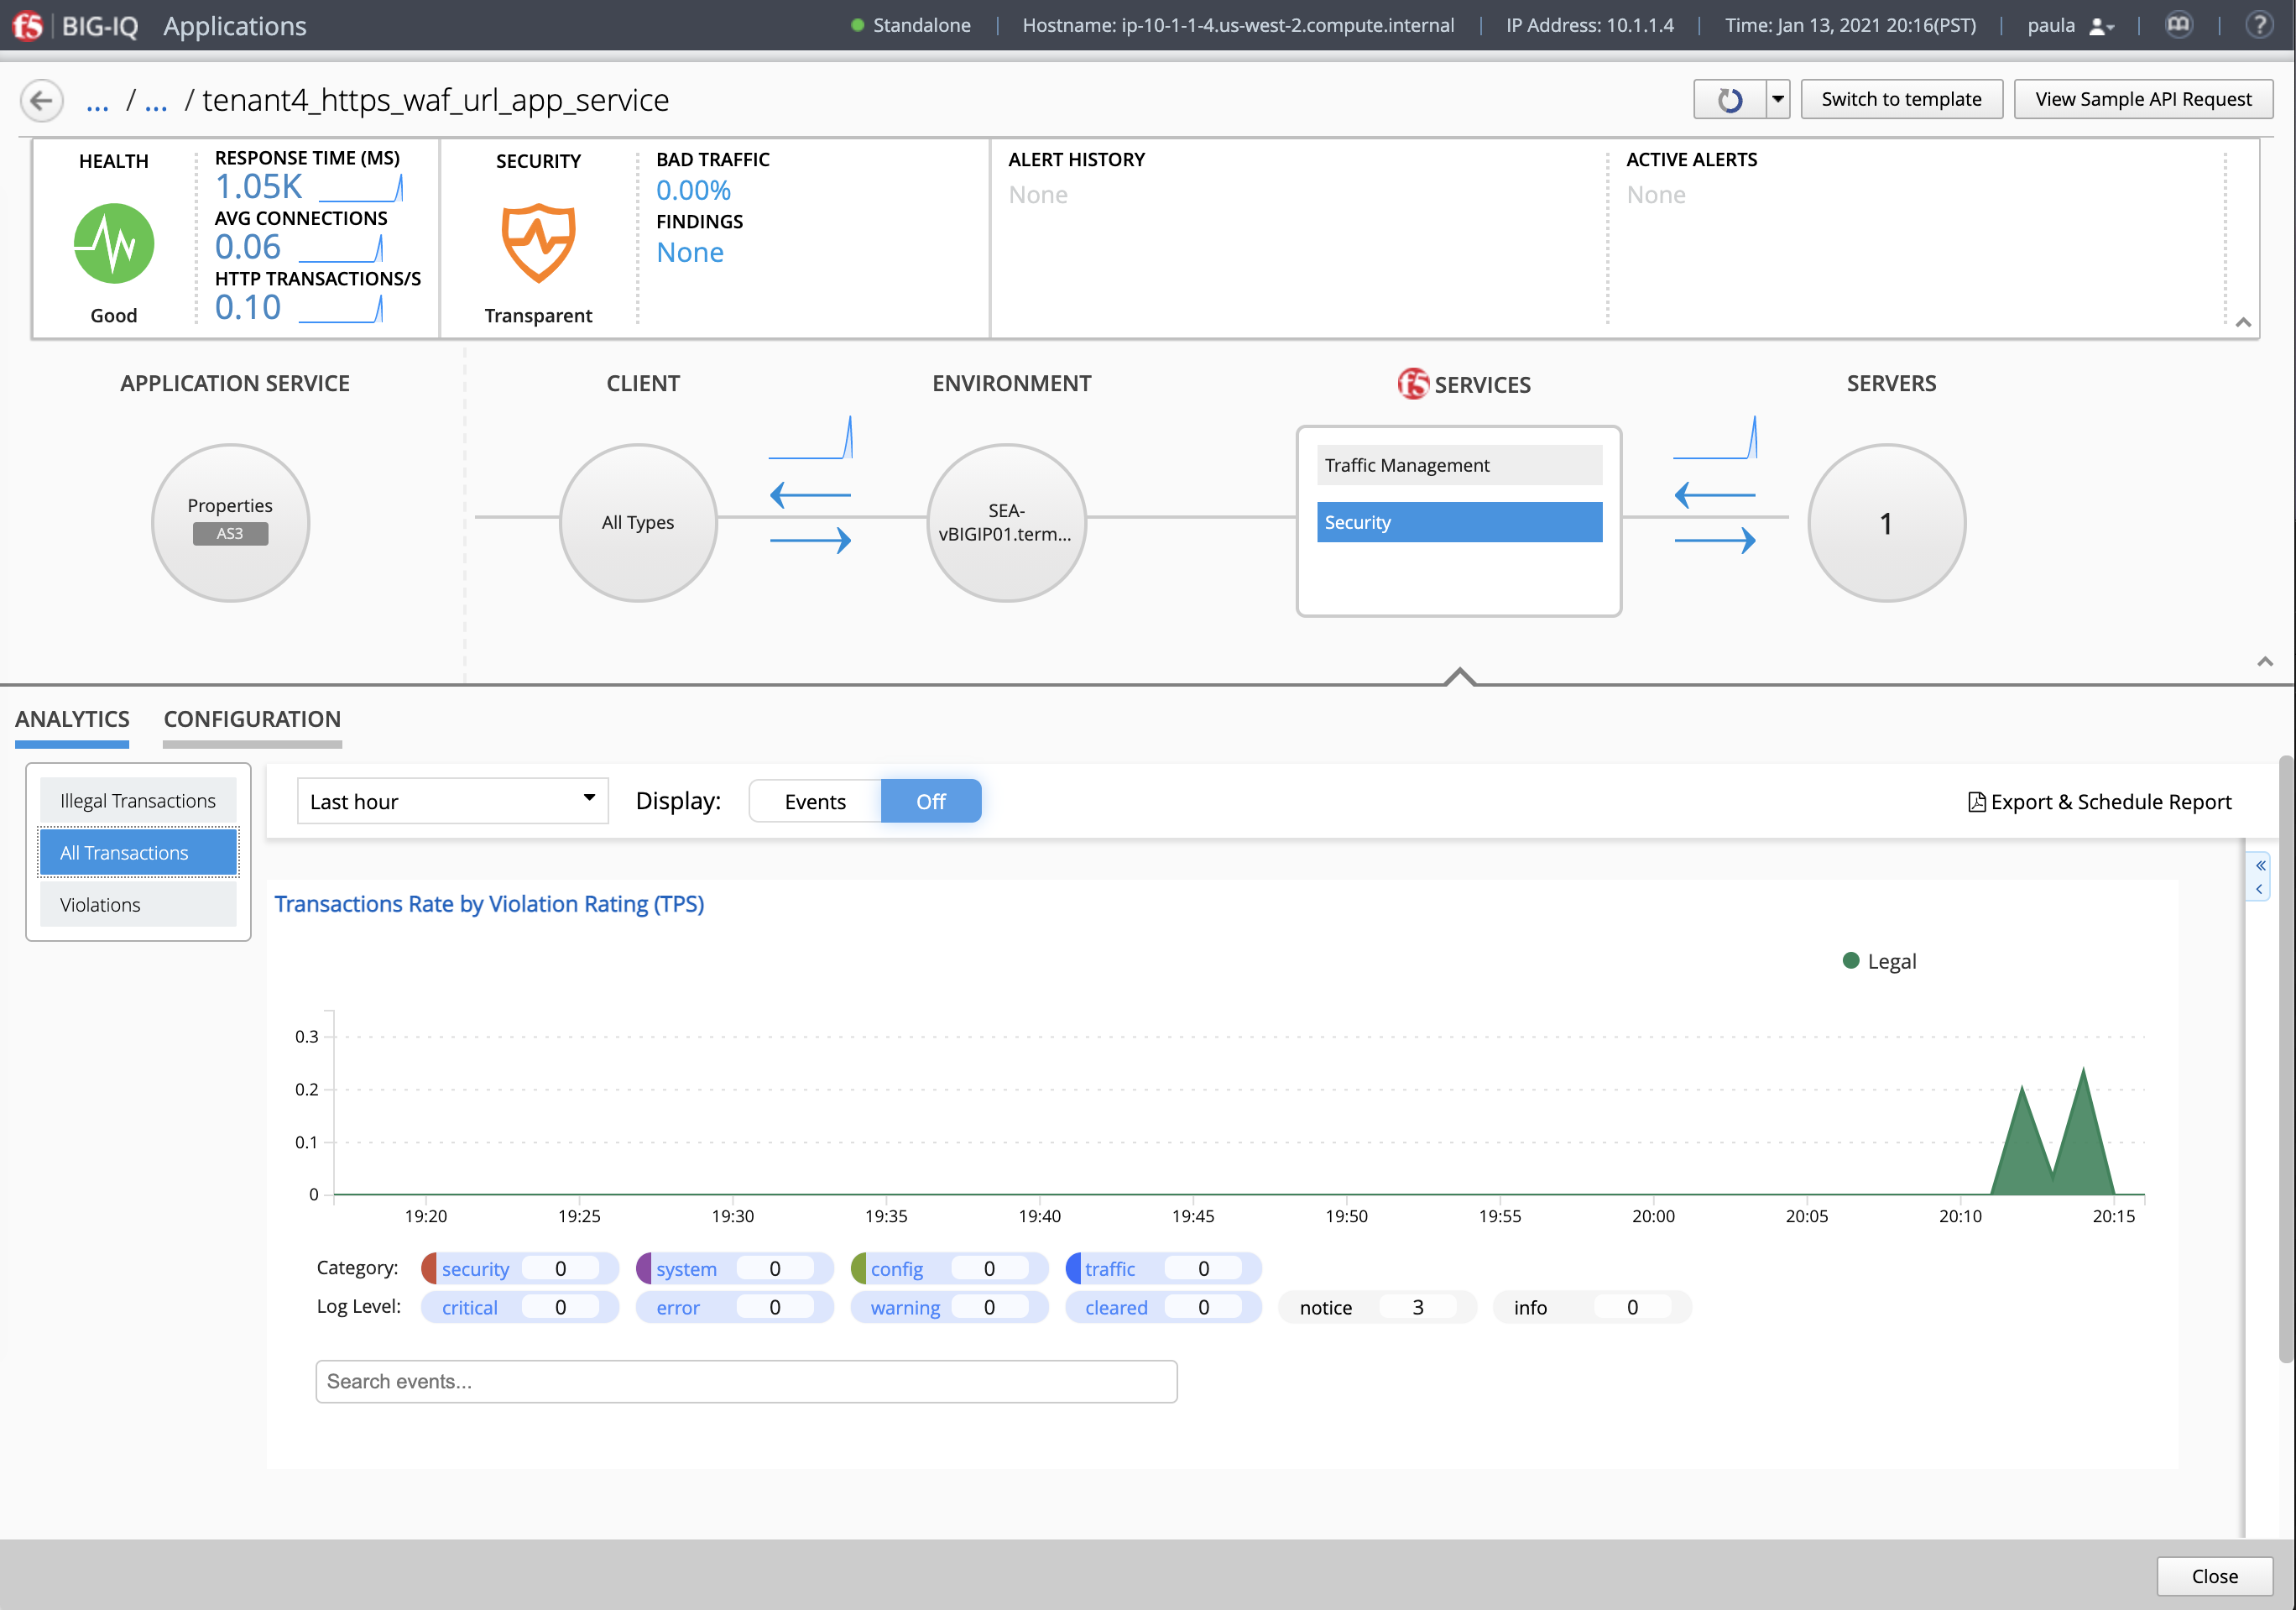 f5 BIG-IQ Applications Standalone Hostname: ip-10-1-1-4.us-west-2.compute.internal IP Address: 10.1.1.4 Time: Jan 13, 2021 20:16(PST) paula ?
... / ... / tenant4_https_waf_url_app_service Switch to template View Sample API Request
HEALTH
Good
RESPONSE TIME (MS)
1.05K
AVG CONNECTIONS
0.06
HTTP TRANSACTIONS/S
0.10
SECURITY
Transparent
BAD TRAFFIC
0.00%
FINDINGS
None
ALERT HISTORY
None
ACTIVE ALERTS
None
APPLICATION SERVICE CLIENT ENVIRONMENT f5 SERVICES SERVERS
Properties
AS3
All Types
SEA-
vBIGIP01.term...
Traffic Management
Security
1
ANALYTICS CONFIGURATION
Illegal Transactions
All Transactions
Violations
Last hour Display: Events Off Export & Schedule Report
Transactions Rate by Violation Rating (TPS)
Legal
0.3
0.2
0.1
0
19:20 19:25 19:30 19:35 19:40 19:45 19:50 19:55 20:00 20:05 20:10 20:15
Category: security 0 system 0 config 0 traffic 0
Log Level: critical 0 error 0 warning 0 cleared 0 notice 3 info 0
Search events...
Close